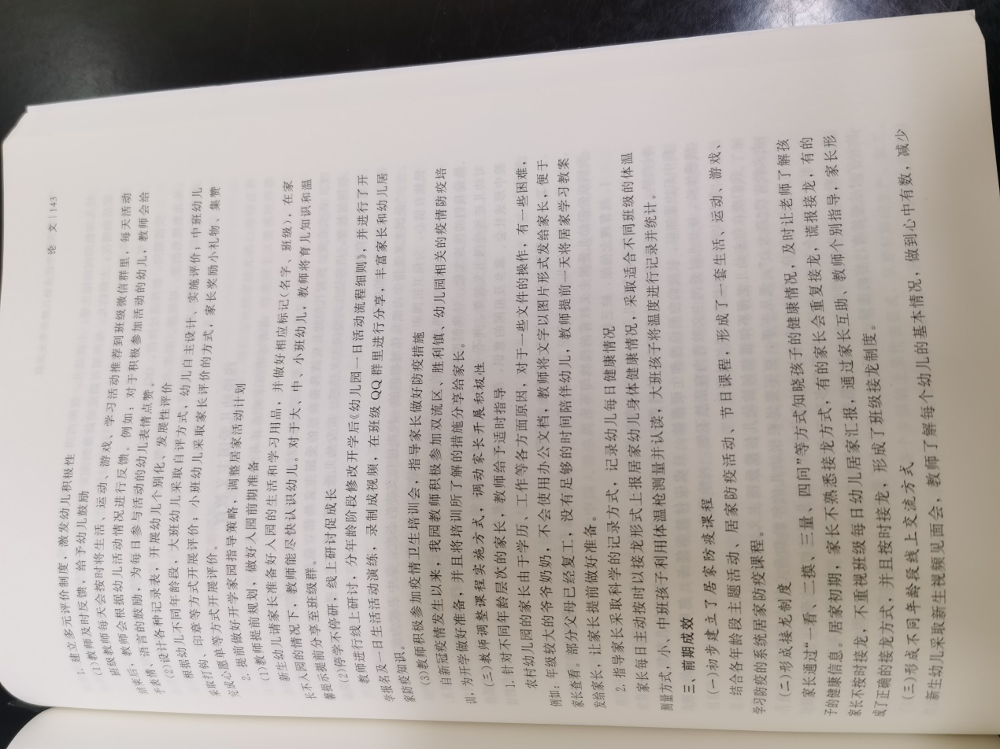 论 文 | 143
1. 建立多元评价制度，激发幼儿积极性
(1)教师及时反馈，给予幼儿鼓励
班级教师每天会按时将生活、运动、游戏、学习活动推荐到班级微信群里，每天活动
结束后，教师会根据幼儿活动情况进行反馈。例如：对于积极参加活动的幼儿，教师会给
予表情、语言的鼓励，为每日参与活动的幼儿表情点赞。
(2)设计各种记录表，开展幼儿个别化、发展性评价
根据幼儿不同年龄段，大班幼儿采取自评方式，幼儿自主设计、实施评价；中班幼儿
采取打钩、印章等方式开展评价；小班幼儿采取家长评价的方式，家长奖励小礼物、集赞
完成心愿单等方式开展评价。
2. 提前做好开学家园指导策略，调整居家活动计划
(1)教师提前规划，做好入园前期准备
新生幼儿请家长准备好入园的生活和学习用品，并做好相应标记(名字、班级)，在家
长不入园的情况下，教师能尽快认识幼儿。对于大、中、小班幼儿，教师将育儿知识和温
馨提示提前分享至班级群。
(2)停学不停研，线上研讨促成长
教师进行线上研讨，分年龄阶段修改开学后《幼儿园一日活动流程细则》，并进行了开
学报名及一日生活活动演练，录制成视频，在班级 QQ 群里进行分享，丰富家长和幼儿居
家防疫知识。
(3)教师积极参加疫情卫生培训会，指导家长做好防疫措施
自新冠疫情发生以来，我园教师积极参加双流区、胜利镇、幼儿园相关的疫情防疫培
训，为开学做好准备，并且将培训所了解的措施分享给家长。
(三)教师调整课程实施方式，调动家长开展积极性
1. 针对不同年龄层次的家长，教师给予适时指导
农村幼儿园的家长由于学历、工作等各方面原因，对于一些文件的操作，有一些困难，
例如：年级较大的爷爷奶奶，不会使用办公文档，教师将文字以图片形式发给家长，便于
家长查看。部分父母已经复工，没有足够的时间陪伴幼儿，教师提前一天将居家学习教案
发给家长，让家长提前做好准备。
2. 指导家长采取科学的记录方式，记录幼儿每日健康情况
家长每日主动按时以接龙形式上报居家幼儿身体健康情况，采取适合不同班级的体温
测量方式，小、中班孩子利用体温枪测量并认读，大班孩子将温度进行记录并统计。
三、前期成效
(一)初步建立了居家防疫课程
结合各年龄段主题活动、居家防疫活动、节日课程，形成了一套生活、运动、游戏、
学习防疫的系统居家防疫课程。
(二)形成接龙制度
家长通过“一看、二摸、三量、四问”等方式知晓孩子的健康情况，及时让老师了解孩
子的健康信息。居家初期，家长不熟悉接龙方式，有的家长会重复接龙，谎报接龙，有的
家长不按时接龙，不重视班级每日幼儿居家汇报，通过家长互助、教师个别指导，家长形
成了正确的接龙方式，并且按时接龙，形成了班级接龙制度。
(三)形成不同年龄段线上交流方式
新生幼儿采取新生视频见面会，教师了解每个幼儿的基本情况，做到心中有数，减少